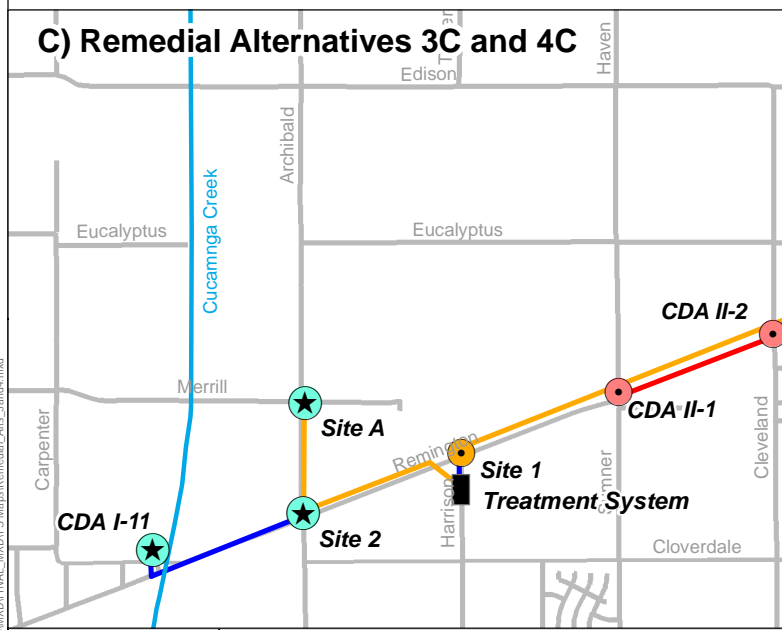 C) Remedial Alternatives 3C and 4C
Haven
Edison
Archibald
Cucamnga Creek
Eucalyptus
Eucalyptus
CDA II-2
Merrill
CDA II-1
Site A
Remington
Carpenter
Cleveland
Site 1
Treatment System
Harrison
CDA I-11
Site 2
Cloverdale